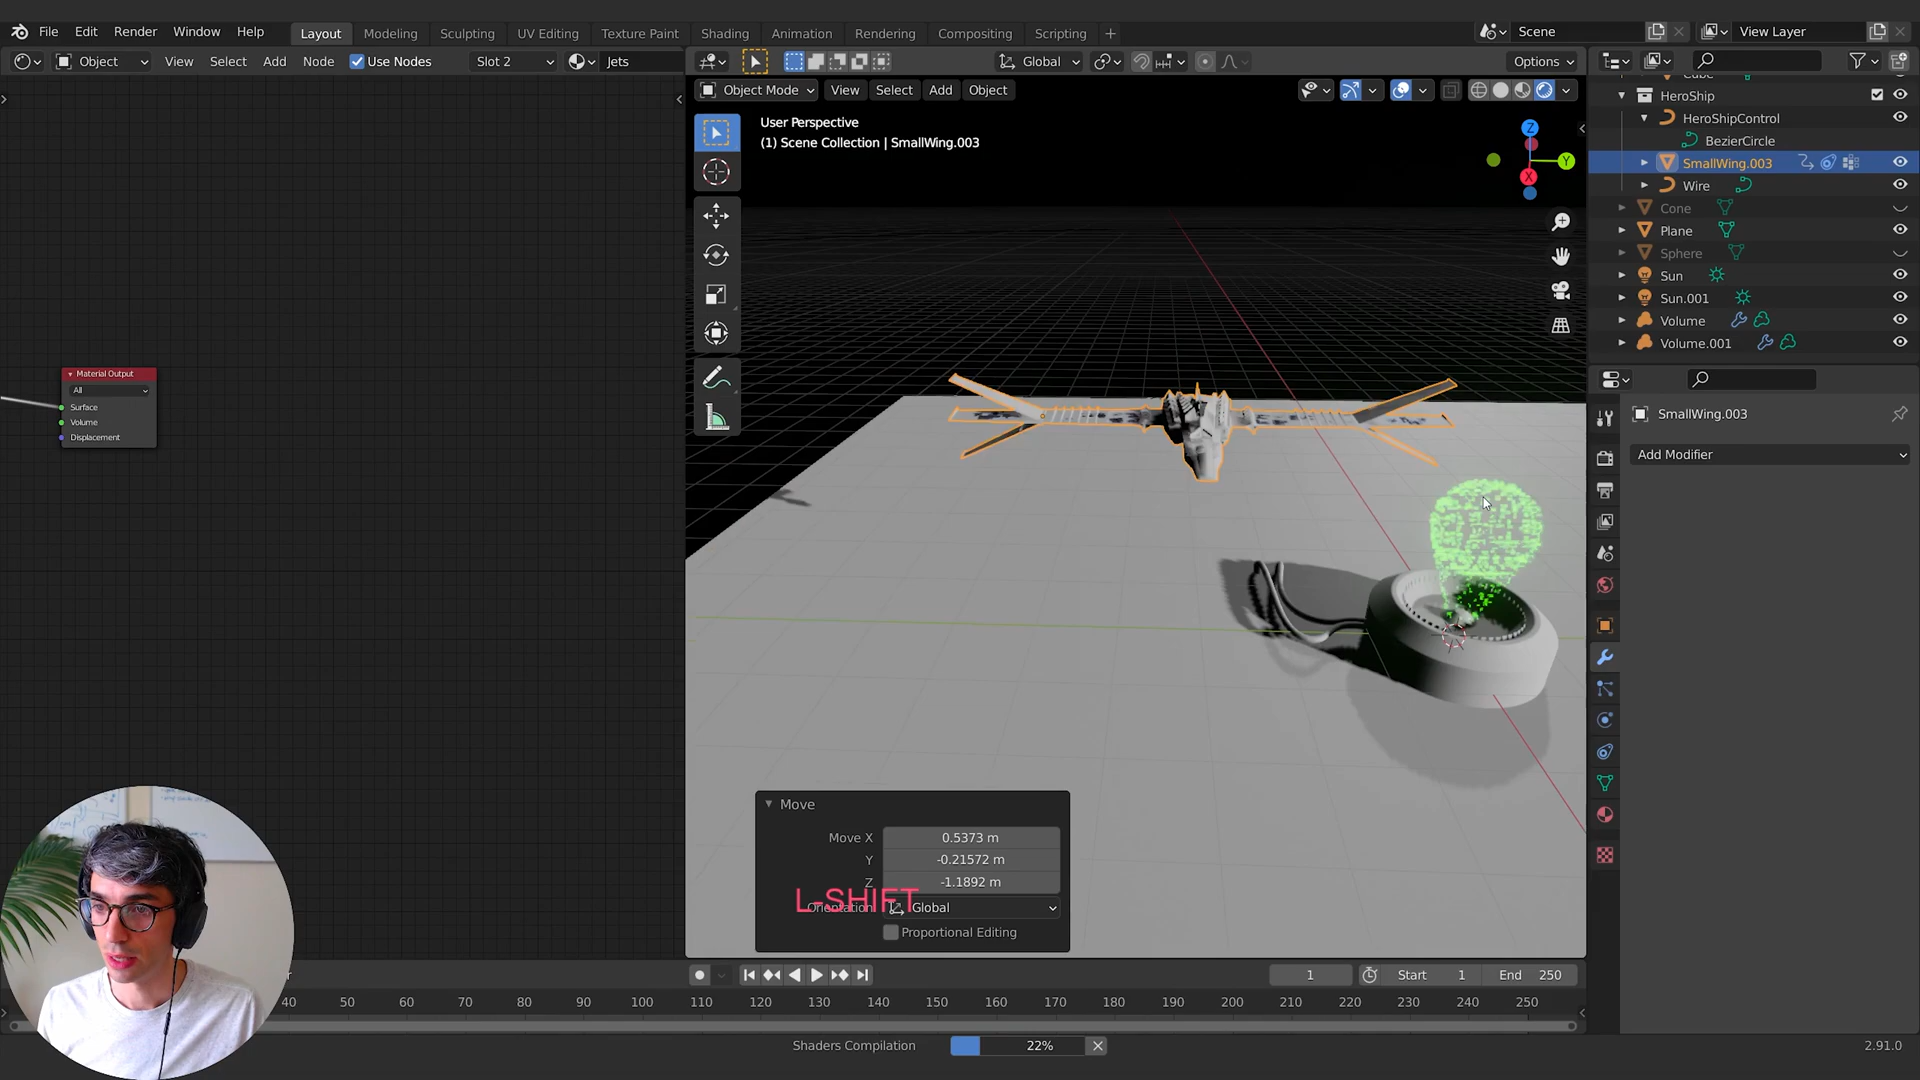 File Edit Render Window Help Layout Modeling Sculpting UV Editing Texture Paint Shading Animation Rendering Compositing Scripting + Scene View Layer
Object View Select Add Node Use Nodes Slot 2 Jets Global Options
Object Mode View Select Add Object
User Perspective
(1) Scene Collection | SmallWing.003
Z
Y
X
Cube
HeroShip
HeroShipControl
BezierCircle
SmallWing.003
Wire
Cone
Plane
Sphere
Sun
Sun.001
Volume
Volume.001
SmallWing.003
Add Modifier
Material Output
All
Surface
Volume
Displacement
Move
Move X 0.5373 m
Y -0.21572 m
Z -1.1892 m
L-SHIFT
Orientation Global
Proportional Editing
1 Start 1 End 250
40 50 60 70 80 90 100 110 120 130 140 150 160 170 180 190 200 210 220 230 240 250
Shaders Compilation 22% 2.91.0